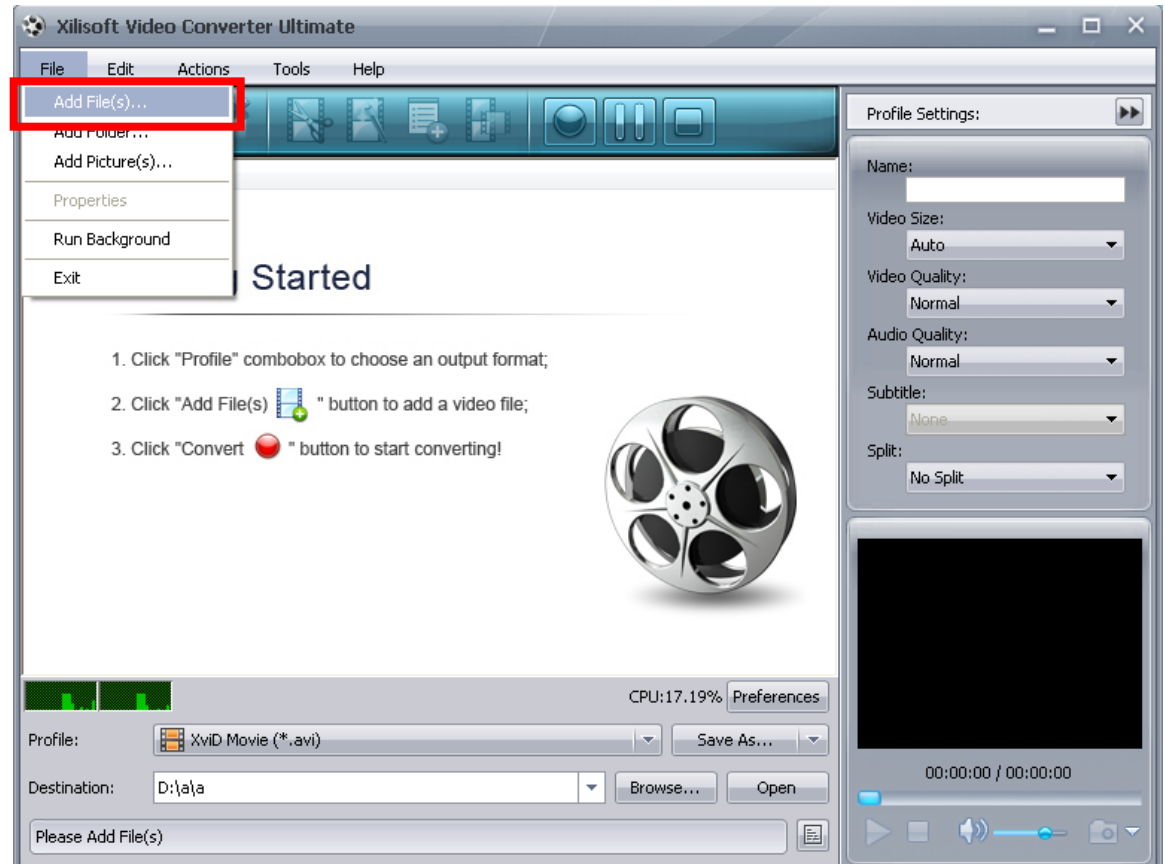 Xilisoft Video Converter Ultimate
File Edit Actions Tools Help
Add File(s)...
Add Folder...
Add Picture(s)...
Properties
Run Background
Exit
Started
1. Click "Profile" combobox to choose an output format;
2. Click "Add File(s) " button to add a video file;
3. Click "Convert " button to start converting!
CPU:17.19% Preferences
Profile: XviD Movie (*.avi) Save As...
Destination: D:\a\a Browse... Open
Please Add File(s)
Profile Settings:
Name:
Video Size:
Auto
Video Quality:
Normal
Audio Quality:
Normal
Subtitle:
None
Split:
No Split
00:00:00 / 00:00:00